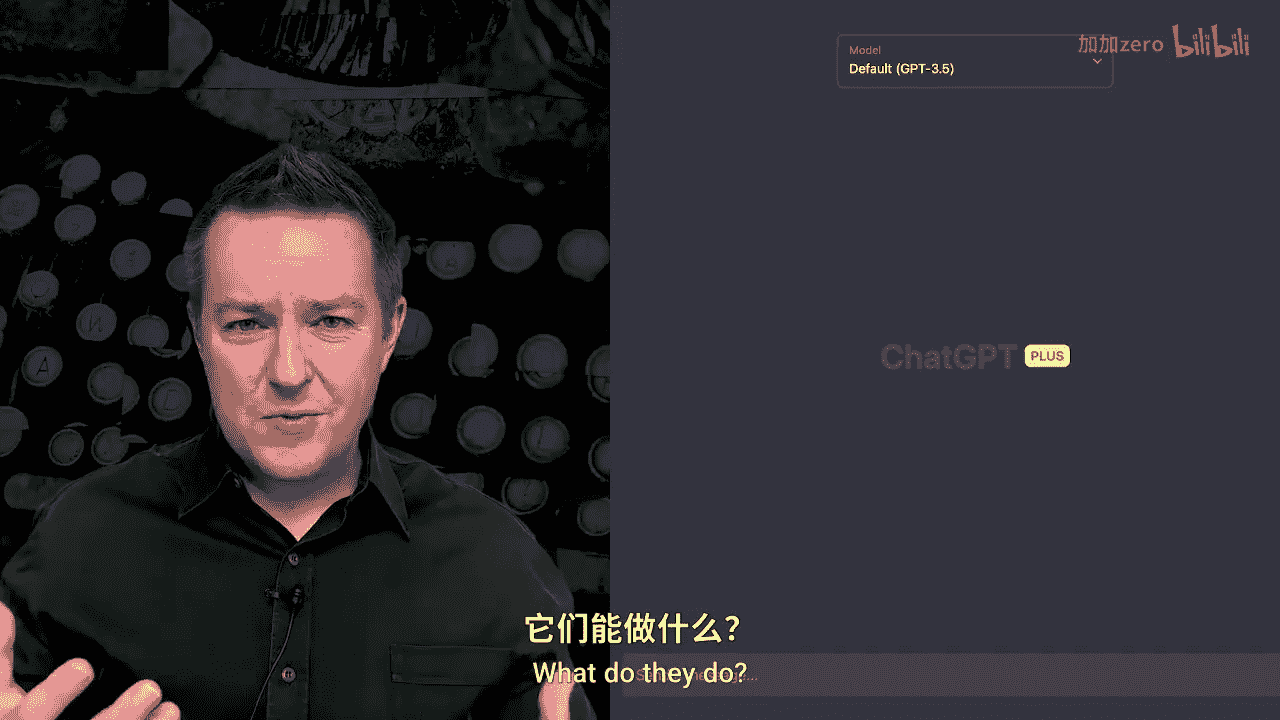 加加zero bilibili
Model
Default (GPT-3.5)
ChatGPT PLUS
它们能做什么?
What do they do?